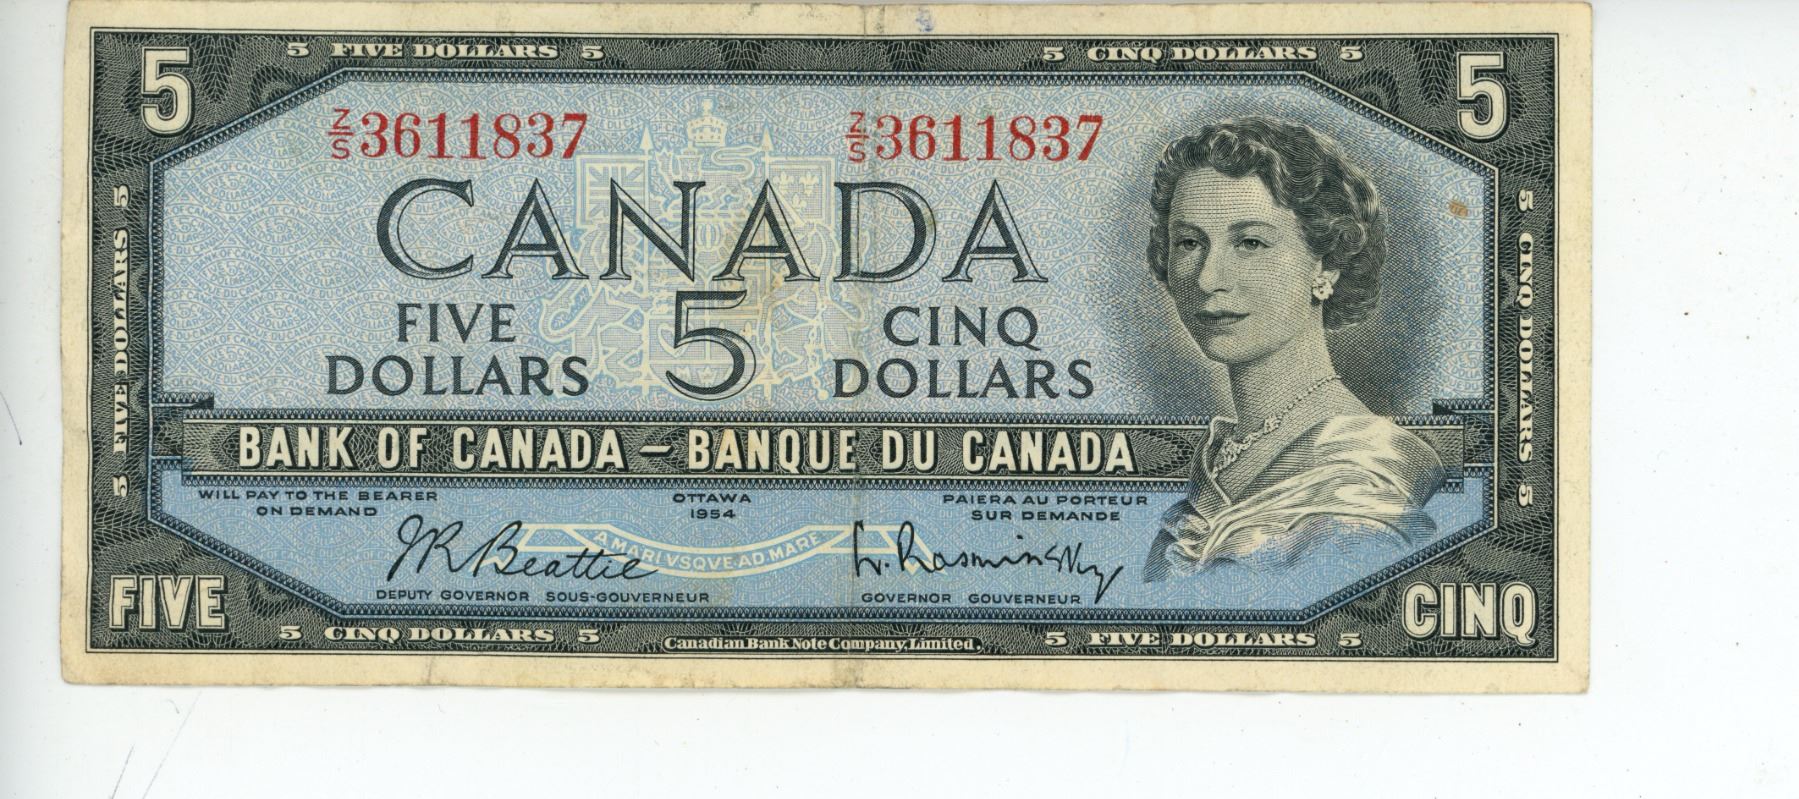 5 FIVE DOLLARS 5
5 CINQ DOLLARS 5
5
5
Z/S 3611837
Z/S 3611837
CANADA
FIVE DOLLARS
5
CINQ DOLLARS
5 FIVE DOLLARS 5
5 CINQ DOLLARS 5
BANK OF CANADA – BANQUE DU CANADA
WILL PAY TO THE BEARER
ON DEMAND
OTTAWA
1954
PAIERA AU PORTEUR
SUR DEMANDE
JRBeattie
A MARI VSQVE AD MARE
L. Rasminsky
DEPUTY GOVERNOR SOUS-GOUVERNEUR
GOVERNOR GOUVERNEUR
FIVE
CINQ
5 CINQ DOLLARS 5
Canadian Bank Note Company, Limited.
5 FIVE DOLLARS 5